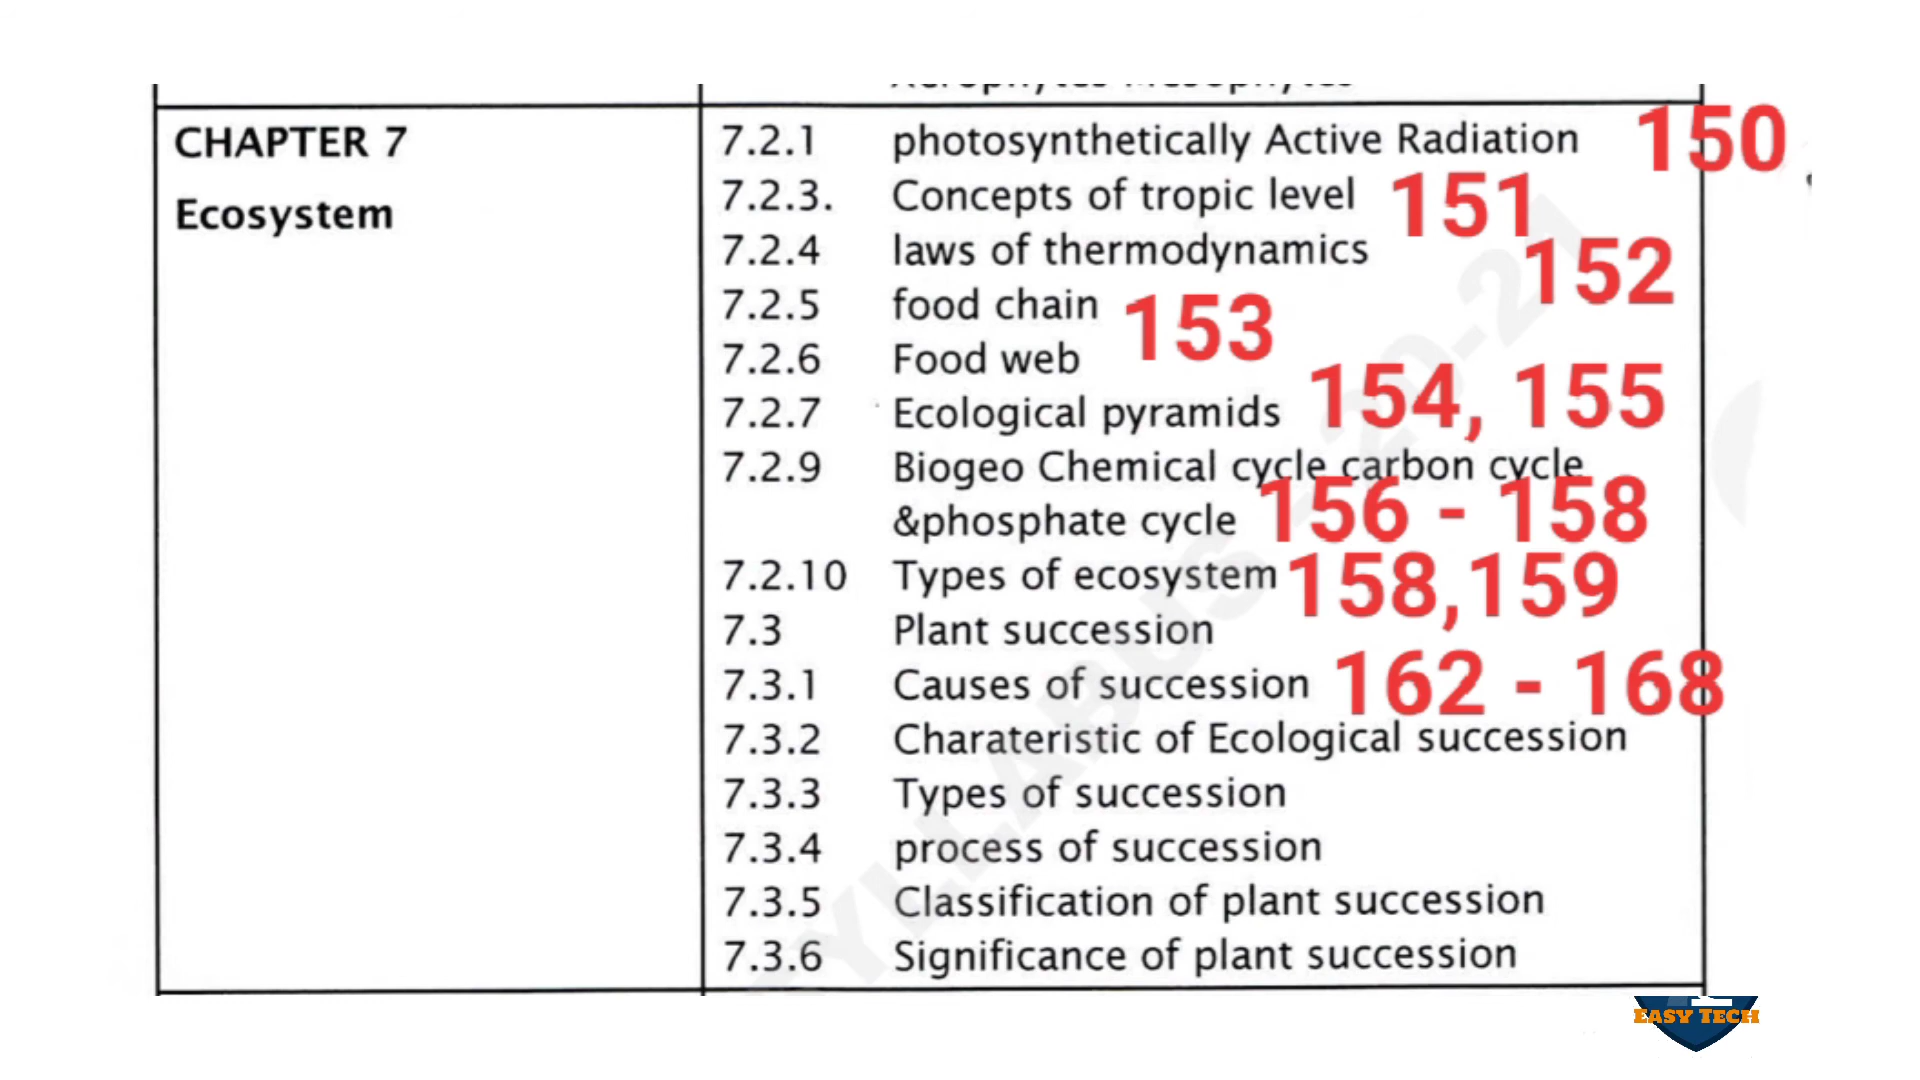 CHAPTER 7
Ecosystem
7.2.1 photosynthetically Active Radiation 150
7.2.3. Concepts of tropic level 151
7.2.4 laws of thermodynamics 152
7.2.5 food chain 153
7.2.6 Food web
7.2.7 Ecological pyramids 154, 155
7.2.9 Biogeo Chemical cycle carbon cycle
&phosphate cycle 156 - 158
7.2.10 Types of ecosystem 158,159
7.3 Plant succession
7.3.1 Causes of succession 162 - 168
7.3.2 Charateristic of Ecological succession
7.3.3 Types of succession
7.3.4 process of succession
7.3.5 Classification of plant succession
7.3.6 Significance of plant succession
EASY TECH